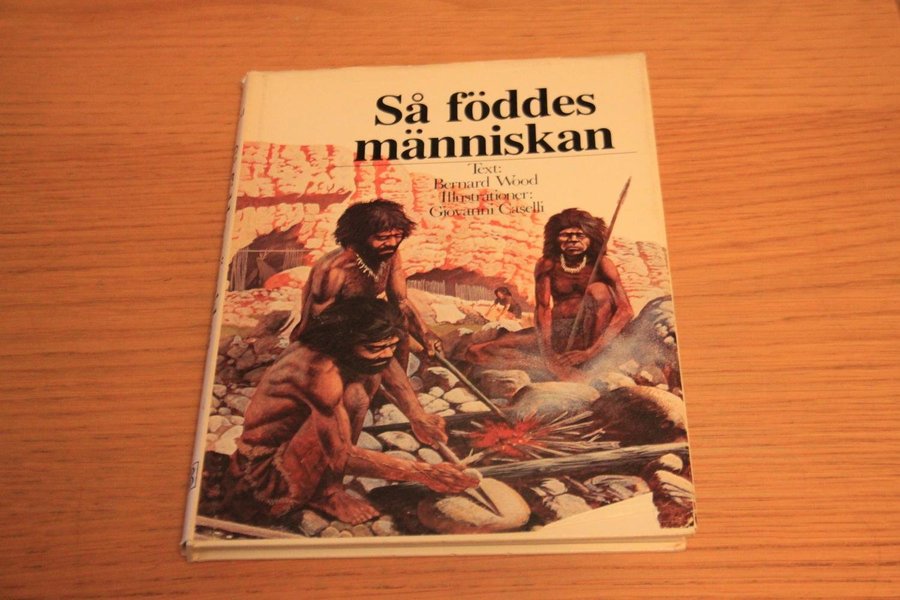 Så föddes
människan
Text:
Bernard Wood
Illustrationer:
Giovanni Caselli